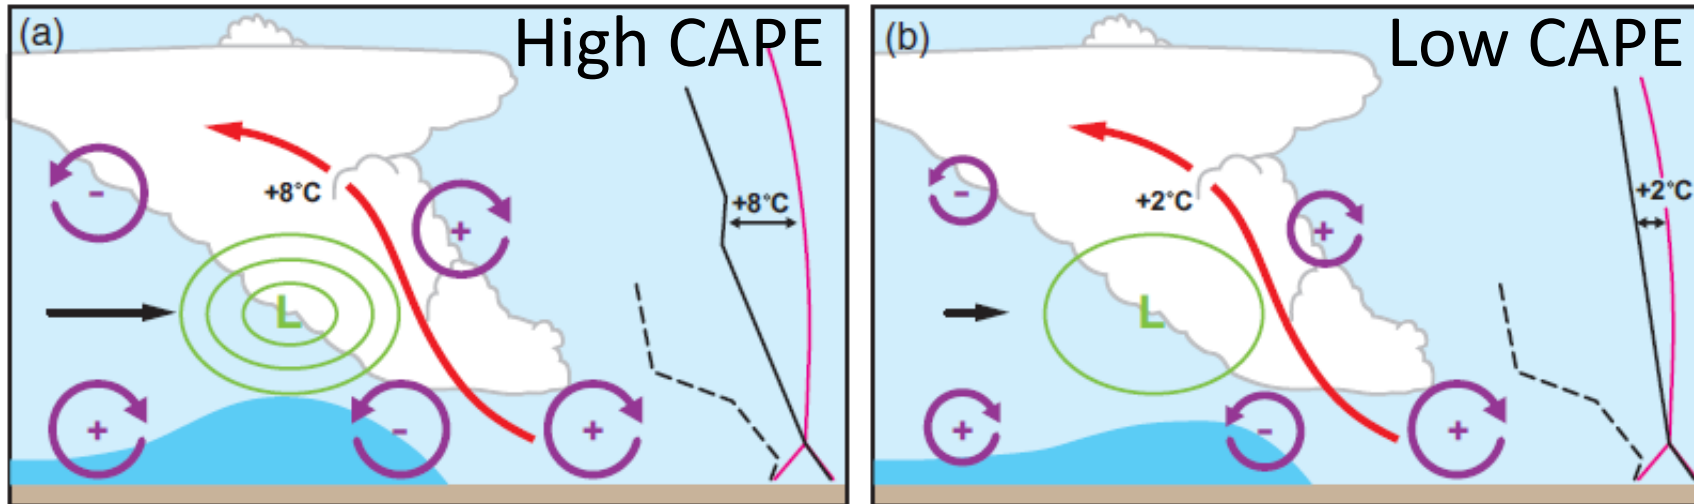 (a) High CAPE
-
+8°C
+8°C
+
L
+
-
+
(b) Low CAPE
-
+2°C
+2°C
+
L
+
-
+